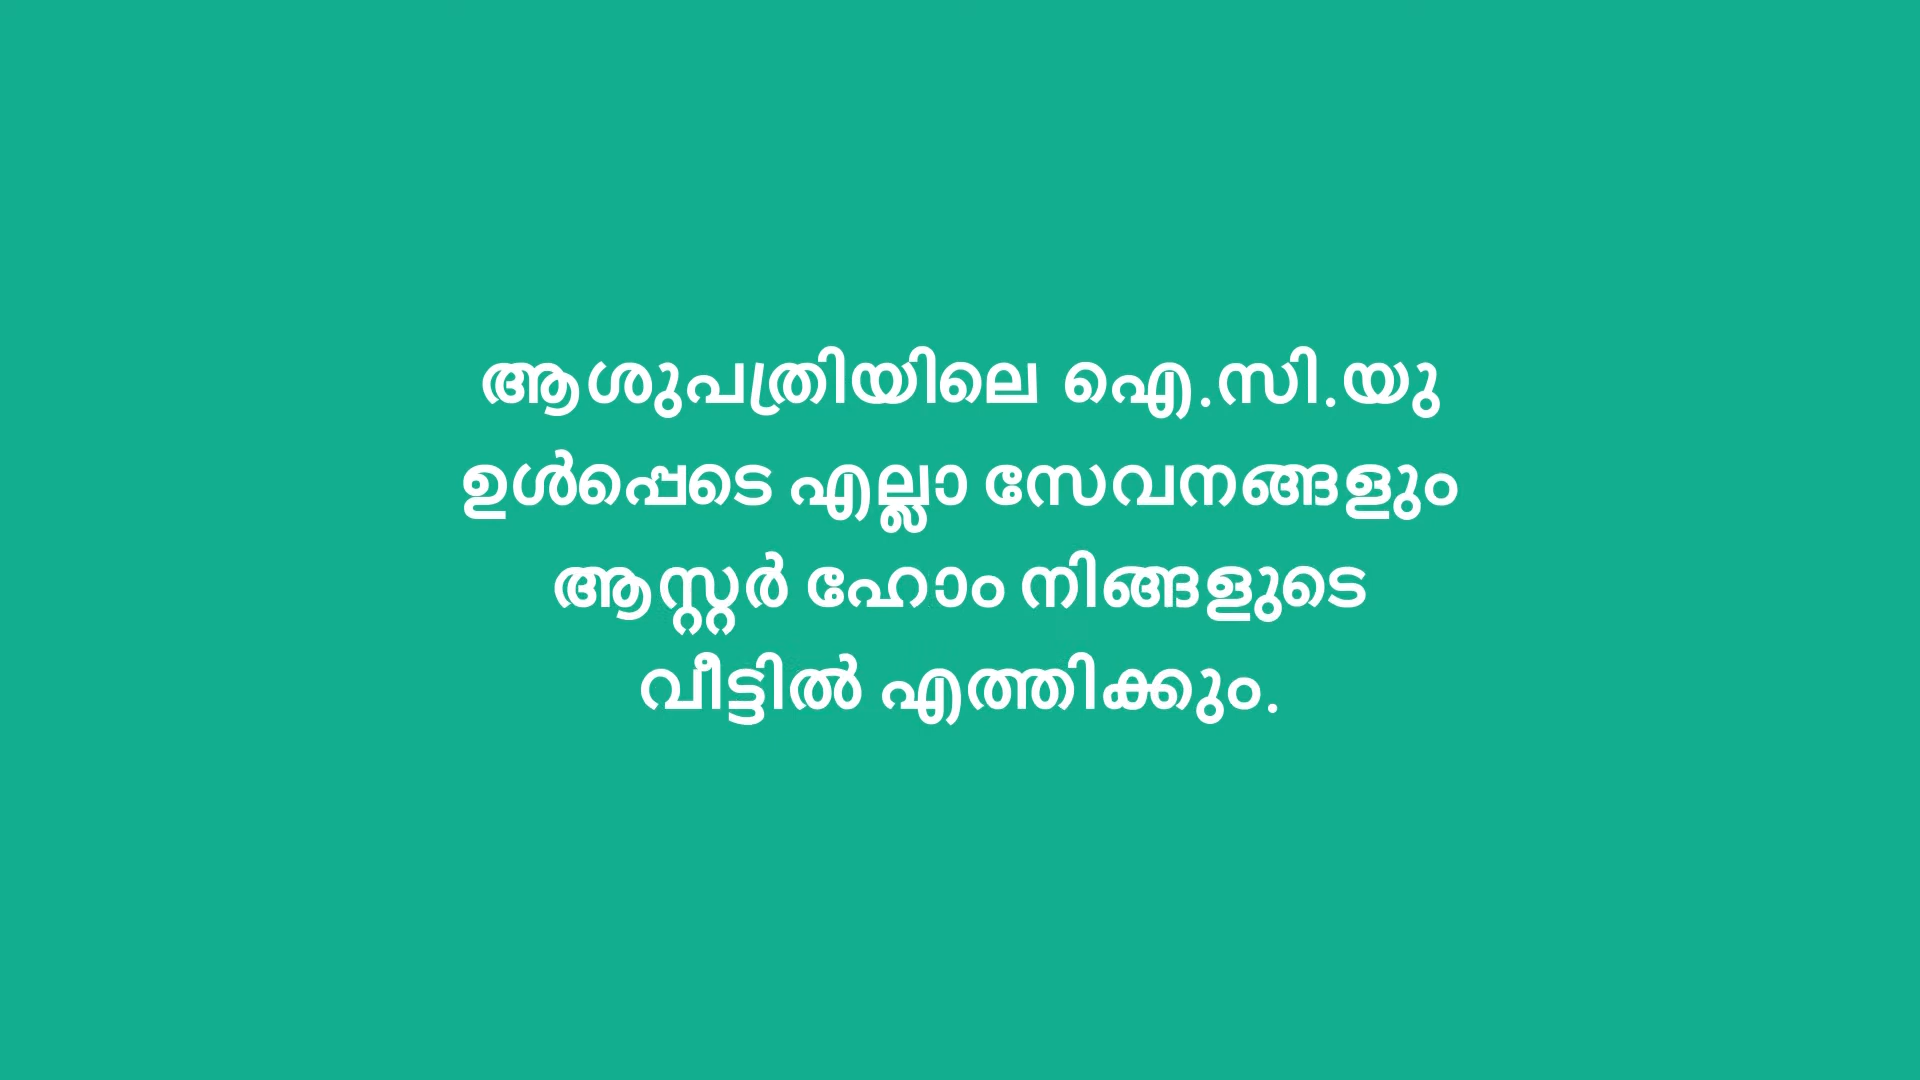 ആശുപത്രിയിലെ ഐ.സി.യു
ഉൾപ്പെടെ എല്ലാ സേവനങ്ങളും
ആസ്റ്റർ ഹോം നിങ്ങളുടെ
വീട്ടിൽ എത്തിക്കും.